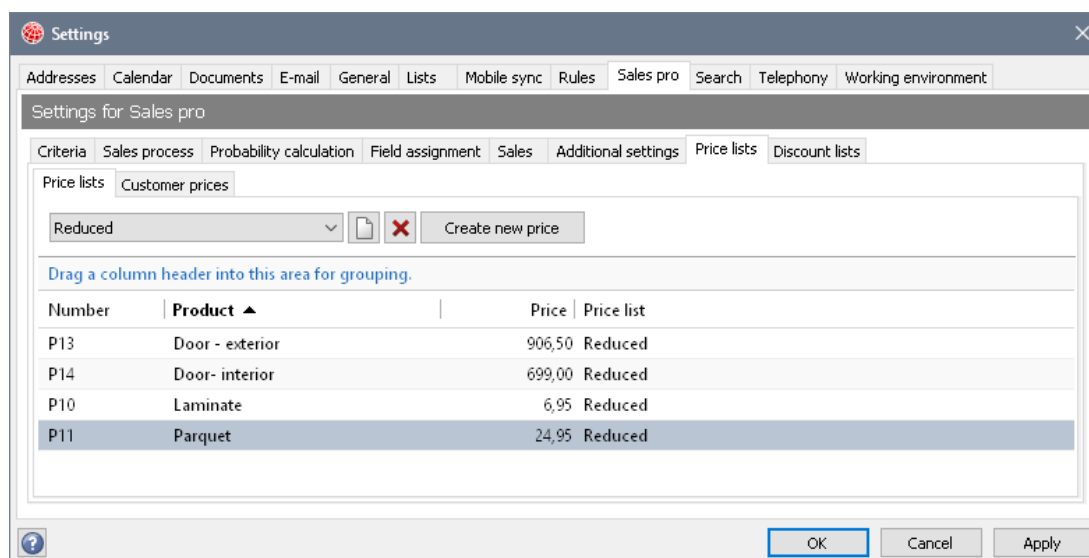 Settings
Addresses Calendar Documents E-mail General Lists Mobile sync Rules Sales pro Search Telephony Working environment
Settings for Sales pro
Criteria Sales process Probability calculation Field assignment Sales Additional settings Price lists Discount lists
Price lists Customer prices
Reduced Create new price
Drag a column header into this area for grouping.
Number Product Price Price list
P13 Door - exterior 906,50 Reduced
P14 Door- interior 699,00 Reduced
P10 Laminate 6,95 Reduced
P11 Parquet 24,95 Reduced
? OK Cancel Apply